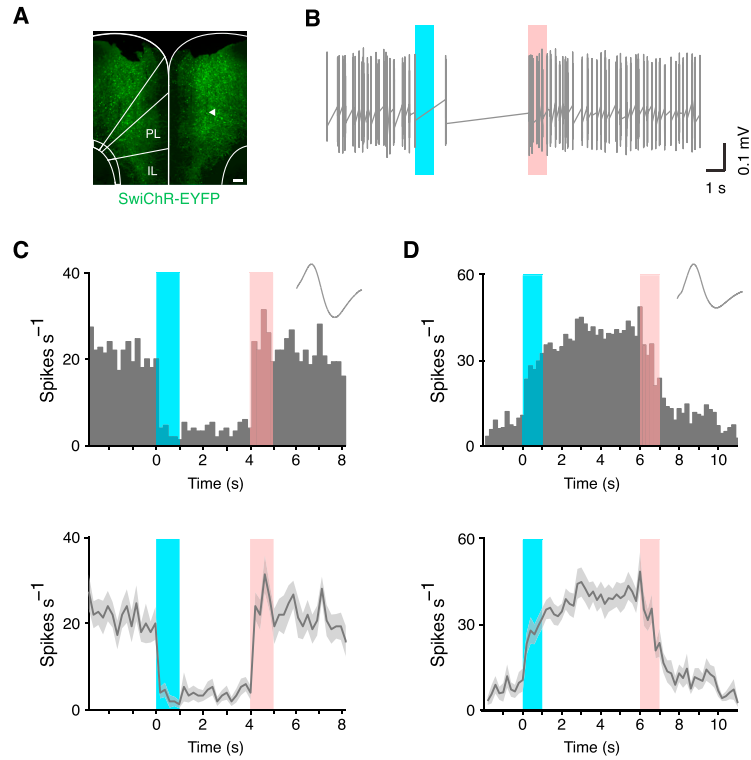 A
B
PL
IL
SwiChR-EYFP
0.1 mV
1 s
C
D
40
20
0
Spikes s−1
0 2 4 6 8
Time (s)
60
30
0
Spikes s−1
0 2 4 6 8 10
Time (s)
40
20
0
Spikes s−1
0 2 4 6 8
Time (s)
60
30
0
Spikes s−1
0 2 4 6 8 10
Time (s)